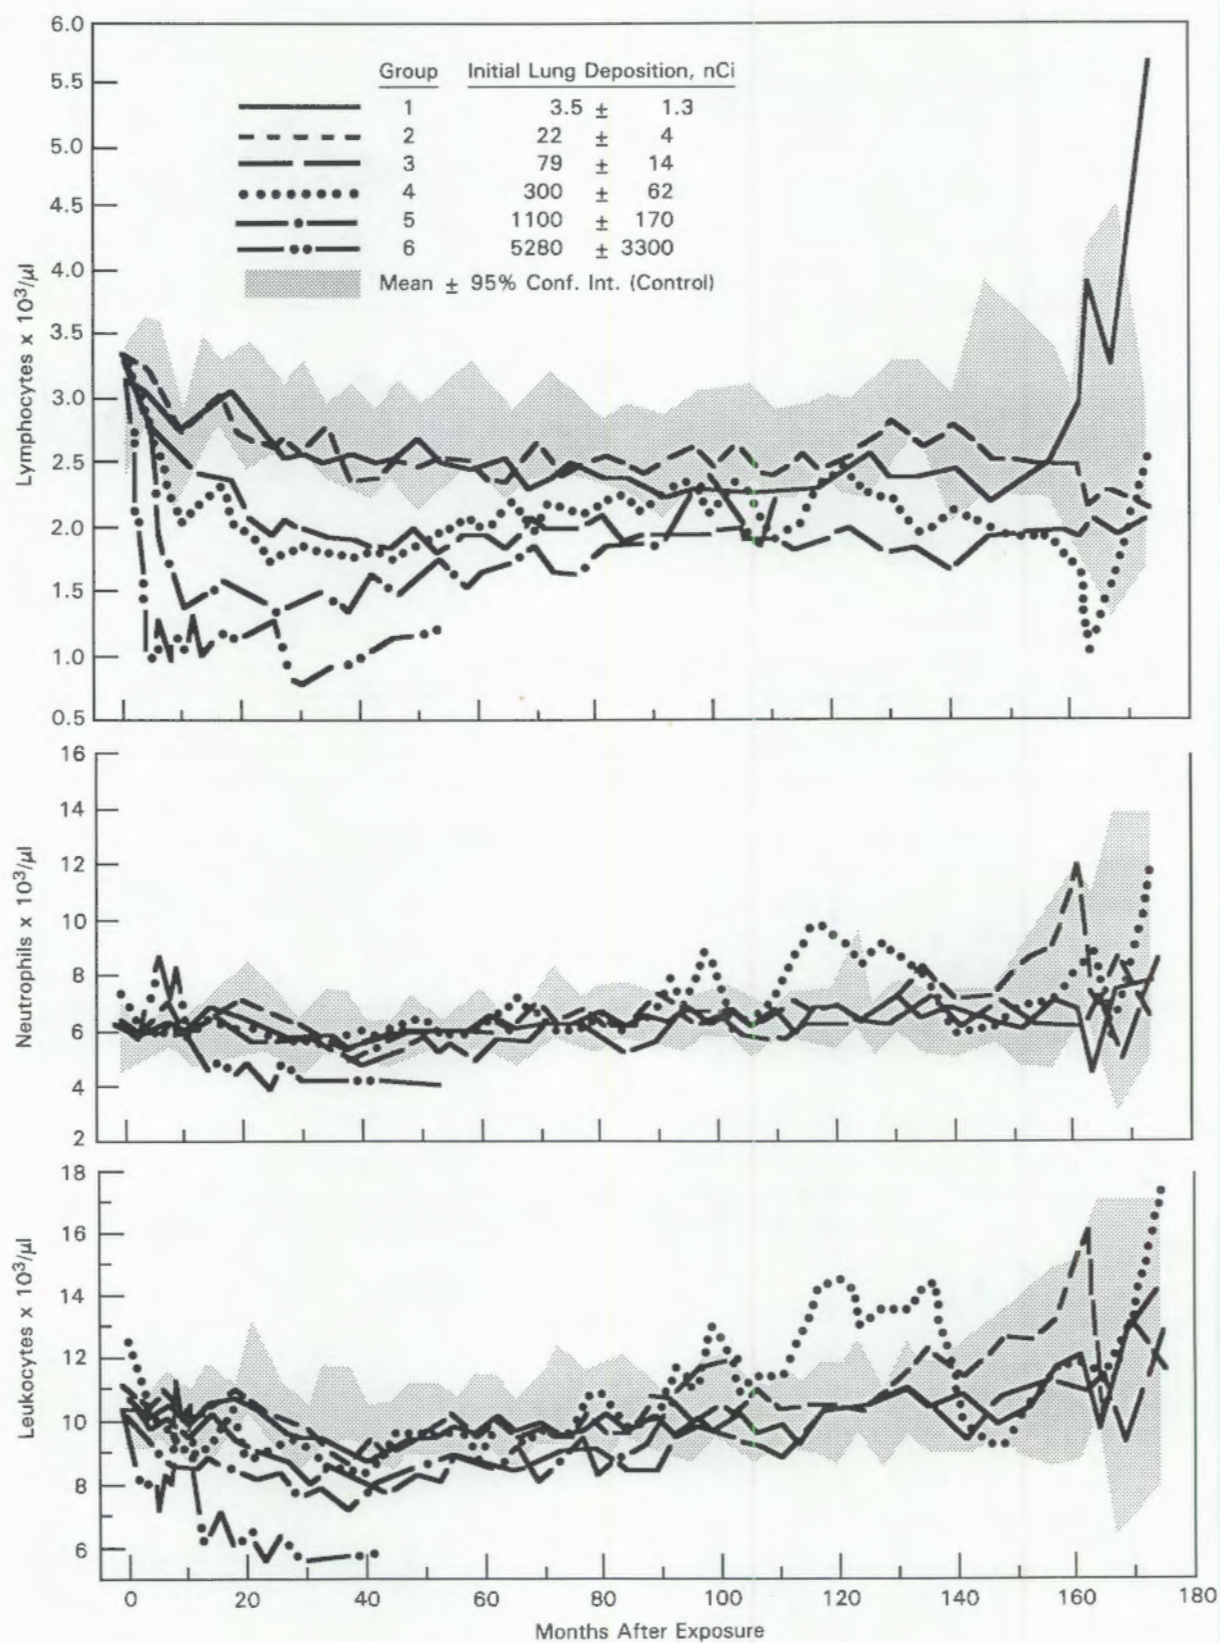 6.0
5.5
5.0
4.5
4.0
3.5
3.0
2.5
2.0
1.5
1.0
0.5
Lymphocytes x 10³/μl
Group Initial Lung Deposition, nCi
1 3.5 ± 1.3
2 22 ± 4
3 79 ± 14
4 300 ± 62
5 1100 ± 170
6 5280 ± 3300
Mean ± 95% Conf. Int. (Control)
16
14
12
10
8
6
4
2
Neutrophils x 10³/μl
18
16
14
12
10
8
6
Leukocytes x 10³/μl
0 20 40 60 80 100 120 140 160 180
Months After Exposure